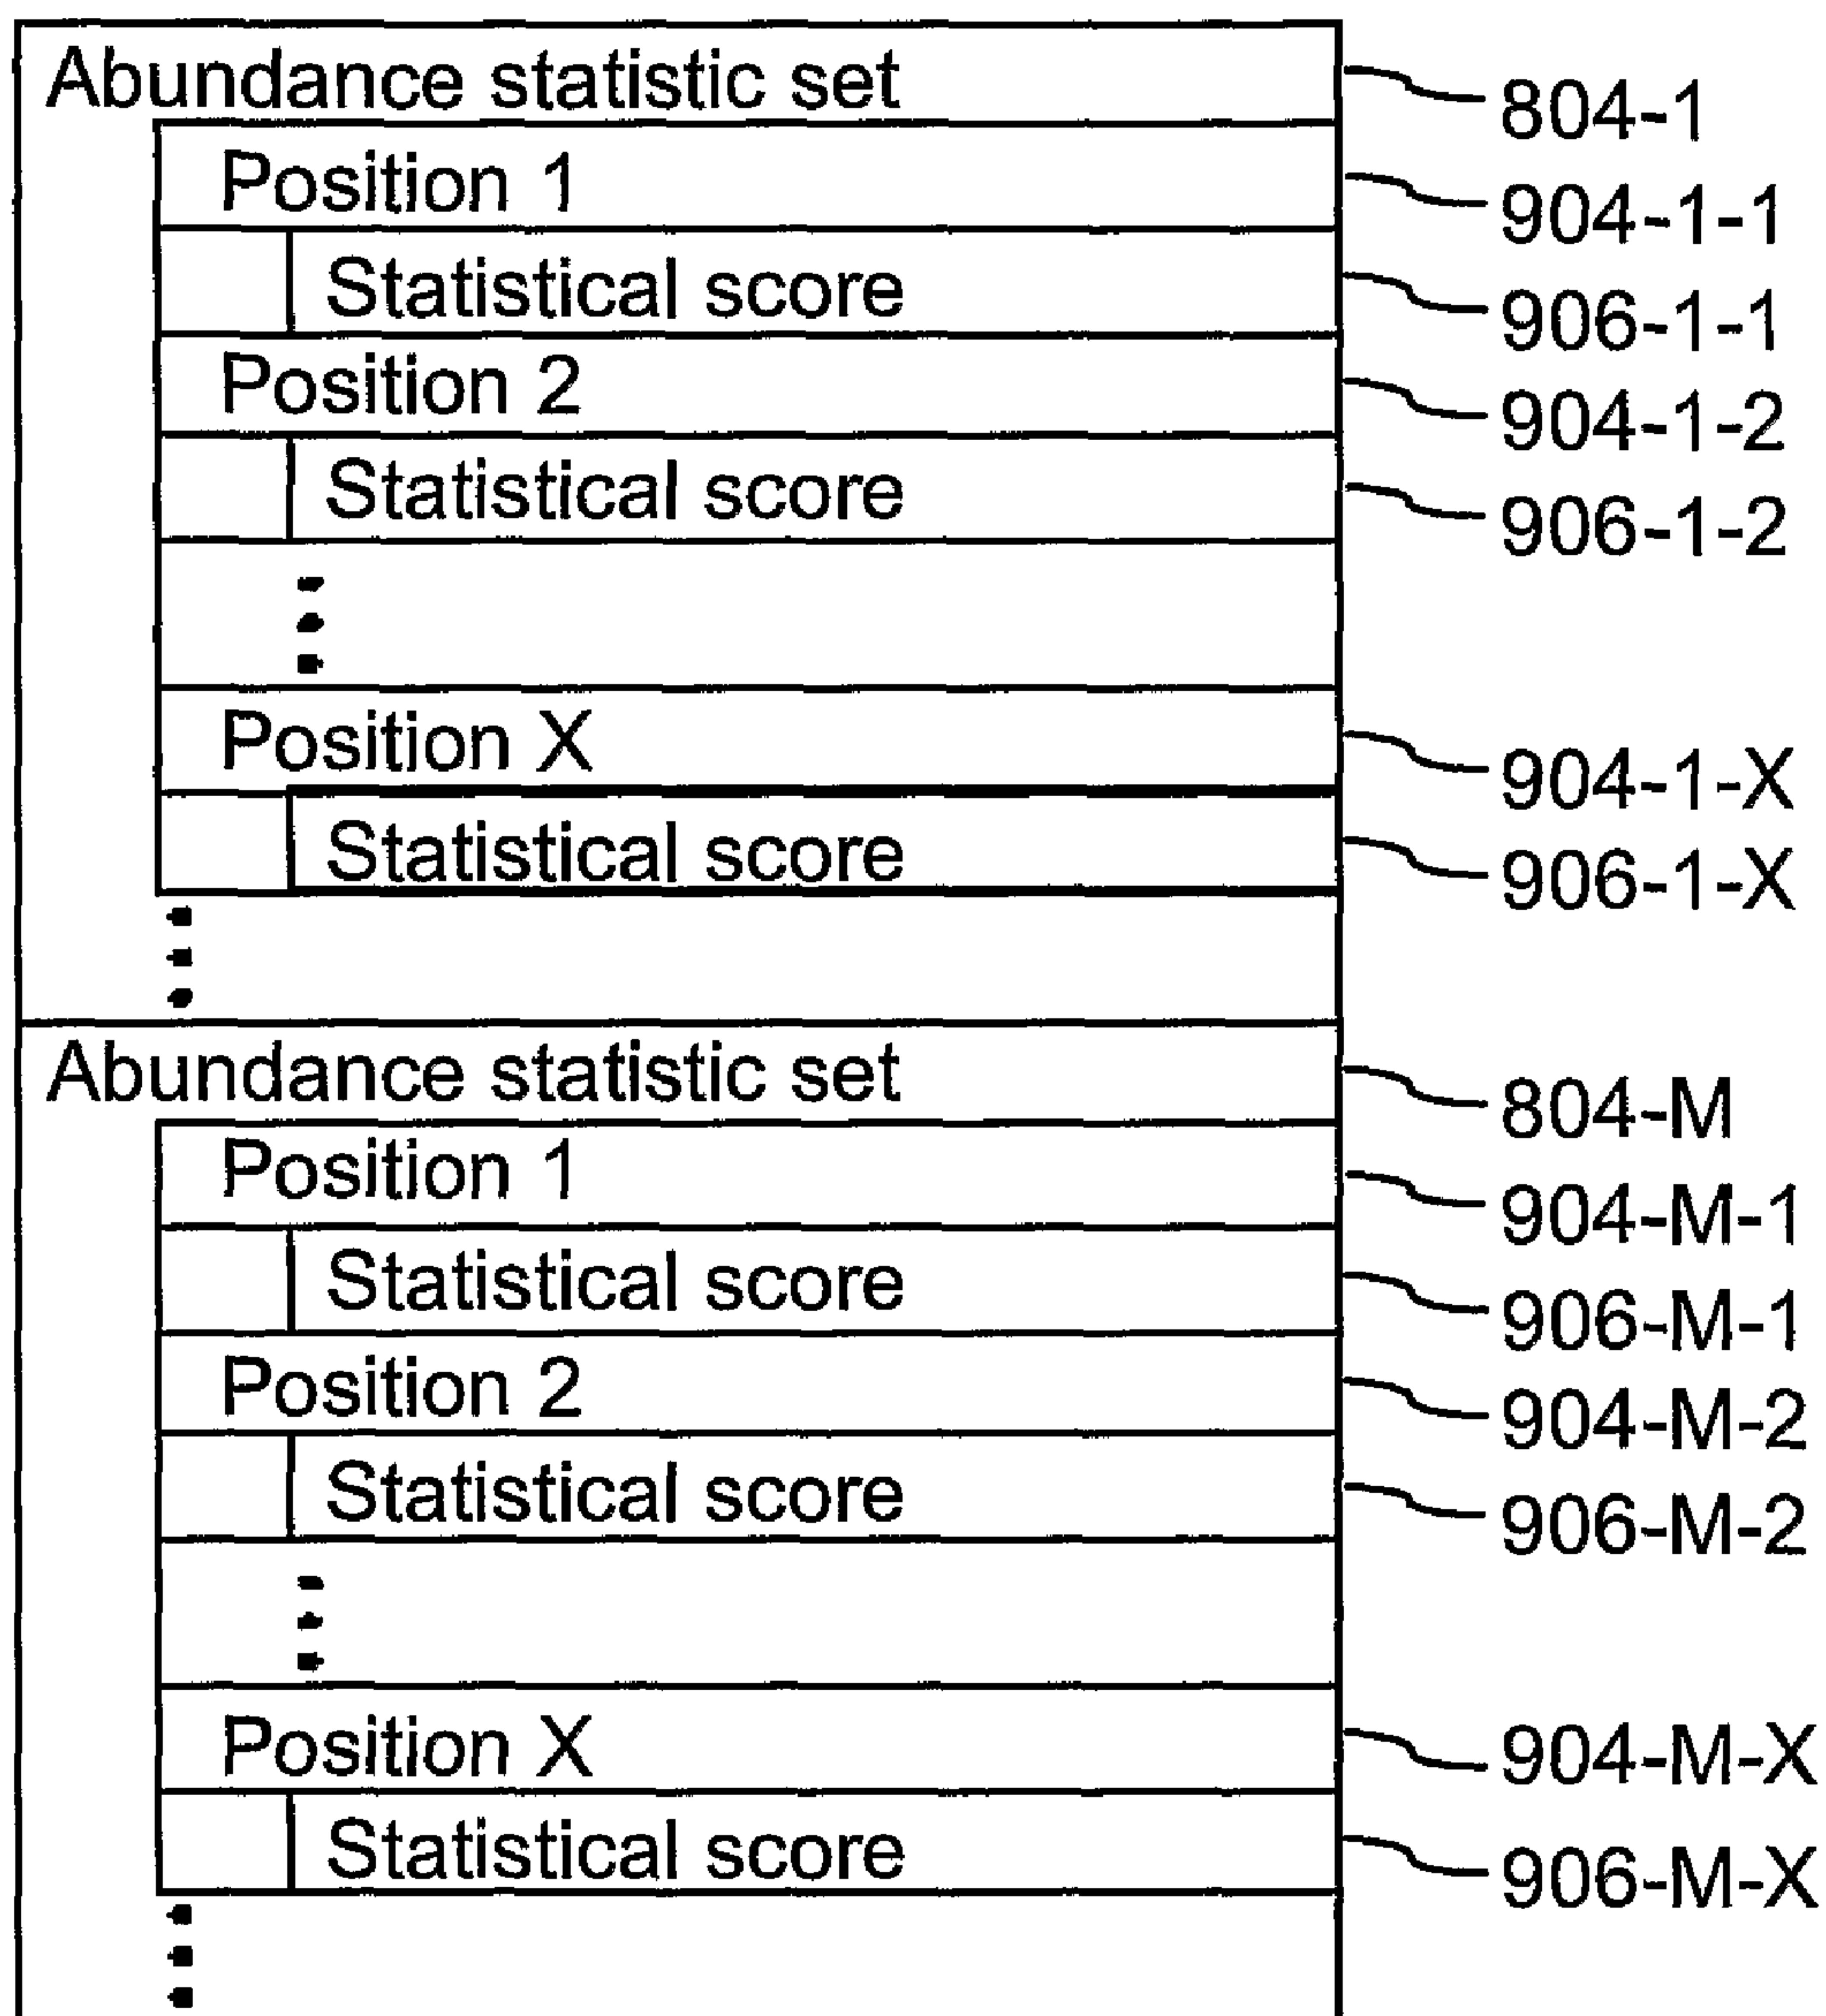 Abundance statistic set 804-1
Position 1 904-1-1
Statistical score 906-1-1
Position 2 904-1-2
Statistical score 906-1-2
Position X 904-1-X
Statistical score 906-1-X
Abundance statistic set 804-M
Position 1 904-M-1
Statistical score 906-M-1
Position 2 904-M-2
Statistical score 906-M-2
Position X 904-M-X
Statistical score 906-M-X